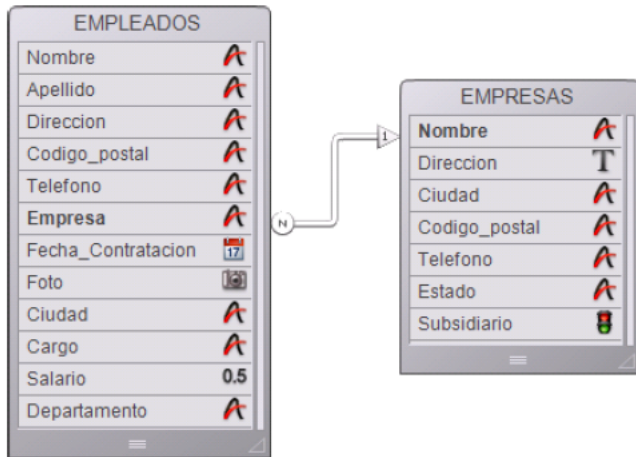 EMPLEADOS
Nombre
Apellido
Direccion
Codigo_postal
Telefono
Empresa
Fecha_Contratacion 17
Foto
Ciudad
Cargo
Salario 0.5
Departamento
N
1
EMPRESAS
Nombre
Direccion T
Ciudad
Codigo_postal
Telefono
Estado
Subsidiario